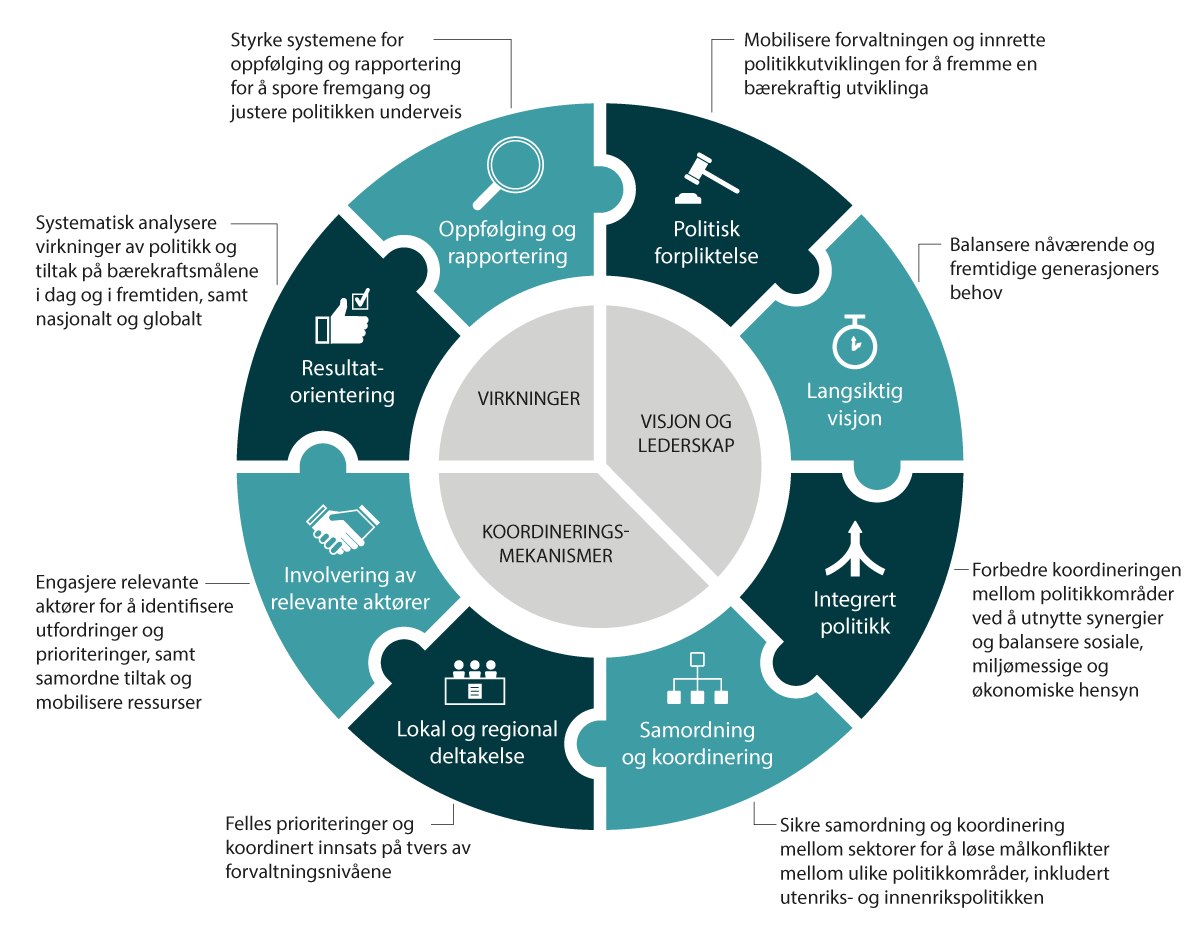 Styrke systemene for
oppfølging og rapportering
for å spore fremgang og
justere politikken underveis
Mobilisere forvaltningen og innrette
politikkutviklingen for å fremme en
bærekraftig utviklinga
Oppfølging og
rapportering
Politisk
forpliktelse
Systematisk analysere
virkninger av politikk og
tiltak på bærekraftsmålene
i dag og i fremtiden, samt
nasjonalt og globalt
Balansere nåværende og
fremtidige generasjoners
behov
Resultat-
orientering
Langsiktig
visjon
VIRKNINGER
VISJON OG
LEDERSKAP
KOORDINERINGS-
MEKANISMER
Involvering av
relevante aktører
Integrert
politikk
Engasjere relevante
aktører for å identifisere
utfordringer og
prioriteringer, samt
samordne tiltak og
mobilisere ressurser
Forbedre koordineringen
mellom politikkområder
ved å utnytte synergier
og balansere sosiale,
miljømessige og
økonomiske hensyn
Lokal og regional
deltakelse
Samordning
og koordinering
Felles prioriteringer og
koordinert innsats på tvers av
forvaltningsnivåene
Sikre samordning og koordinering
mellom sektorer for å løse målkonflikter
mellom ulike politikkområder, inkludert
utenriks- og innenrikspolitikken